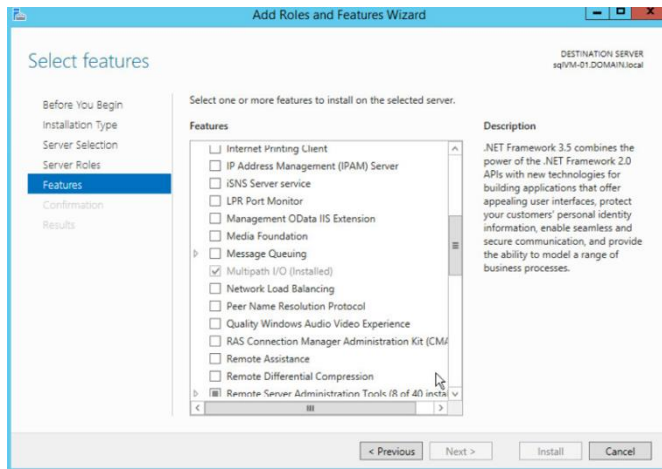 Add Roles and Features Wizard
Select features
DESTINATION SERVER
sqlVM-01.DOMAIN.local
Before You Begin
Installation Type
Server Selection
Server Roles
Features
Confirmation
Results
Select one or more features to install on the selected server.
Features
Internet Printing Client
IP Address Management (IPAM) Server
iSNS Server service
LPR Port Monitor
Management OData IIS Extension
Media Foundation
Message Queuing
Multipath I/O (Installed)
Network Load Balancing
Peer Name Resolution Protocol
Quality Windows Audio Video Experience
RAS Connection Manager Administration Kit (CMA
Remote Assistance
Remote Differential Compression
Remote Server Administration Tools (8 of 40 insta
Description
.NET Framework 3.5 combines the
power of the .NET Framework 2.0
APIs with new technologies for
building applications that offer
appealing user interfaces, protect
your customers' personal identity
information, enable seamless and
secure communication, and provide
the ability to model a range of
business processes.
< Previous
Next >
Install
Cancel